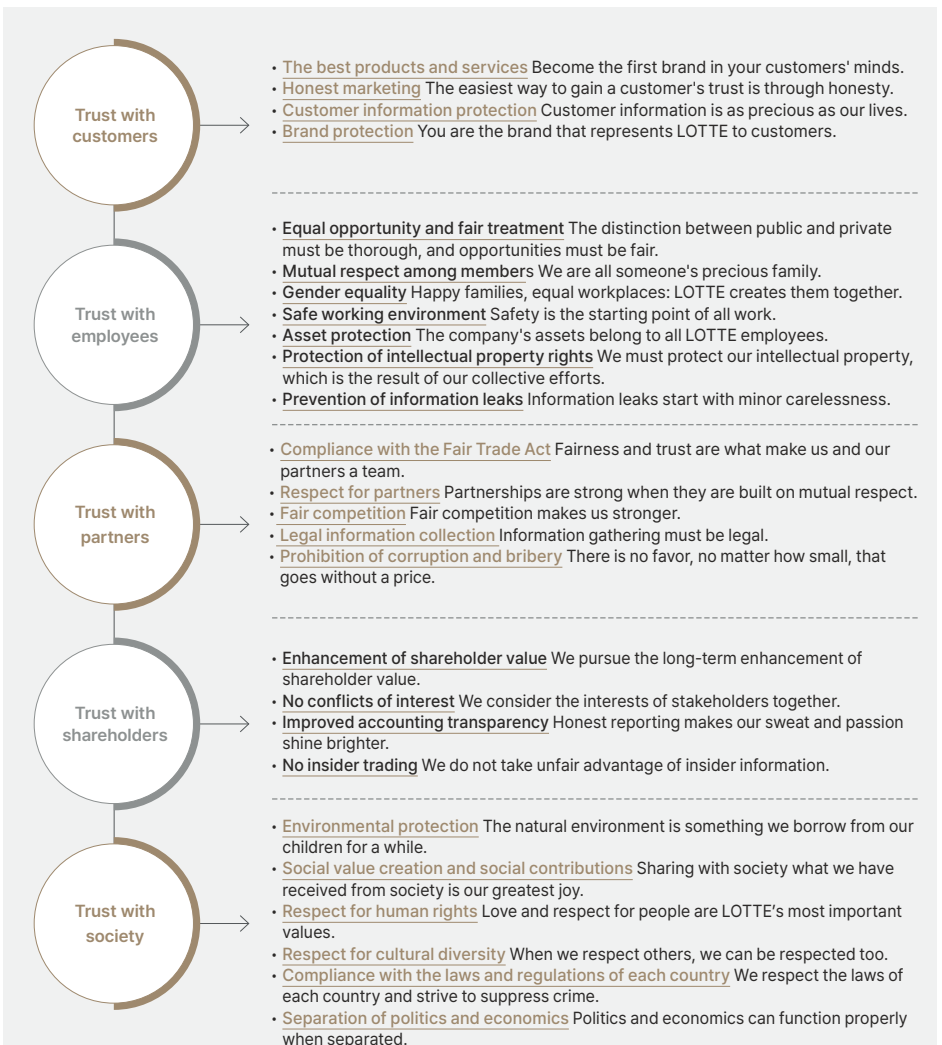 Trust with
customers
• The best products and services Become the first brand in your customers' minds.
• Honest marketing The easiest way to gain a customer's trust is through honesty.
• Customer information protection Customer information is as precious as our lives.
• Brand protection You are the brand that represents LOTTE to customers.
Trust with
employees
• Equal opportunity and fair treatment The distinction between public and private
must be thorough, and opportunities must be fair.
• Mutual respect among members We are all someone's precious family.
• Gender equality Happy families, equal workplaces: LOTTE creates them together.
• Safe working environment Safety is the starting point of all work.
• Asset protection The company's assets belong to all LOTTE employees.
• Protection of intellectual property rights We must protect our intellectual property,
which is the result of our collective efforts.
• Prevention of information leaks Information leaks start with minor carelessness.
Trust with
partners
• Compliance with the Fair Trade Act Fairness and trust are what make us and our
partners a team.
• Respect for partners Partnerships are strong when they are built on mutual respect.
• Fair competition Fair competition makes us stronger.
• Legal information collection Information gathering must be legal.
• Prohibition of corruption and bribery There is no favor, no matter how small, that
goes without a price.
Trust with
shareholders
• Enhancement of shareholder value We pursue the long-term enhancement of
shareholder value.
• No conflicts of interest We consider the interests of stakeholders together.
• Improved accounting transparency Honest reporting makes our sweat and passion
shine brighter.
• No insider trading We do not take unfair advantage of insider information.
Trust with
society
• Environmental protection The natural environment is something we borrow from our
children for a while.
• Social value creation and social contributions Sharing with society what we have
received from society is our greatest joy.
• Respect for human rights Love and respect for people are LOTTE's most important
values.
• Respect for cultural diversity When we respect others, we can be respected too.
• Compliance with the laws and regulations of each country We respect the laws of
each country and strive to suppress crime.
• Separation of politics and economics Politics and economics can function properly
when separated.